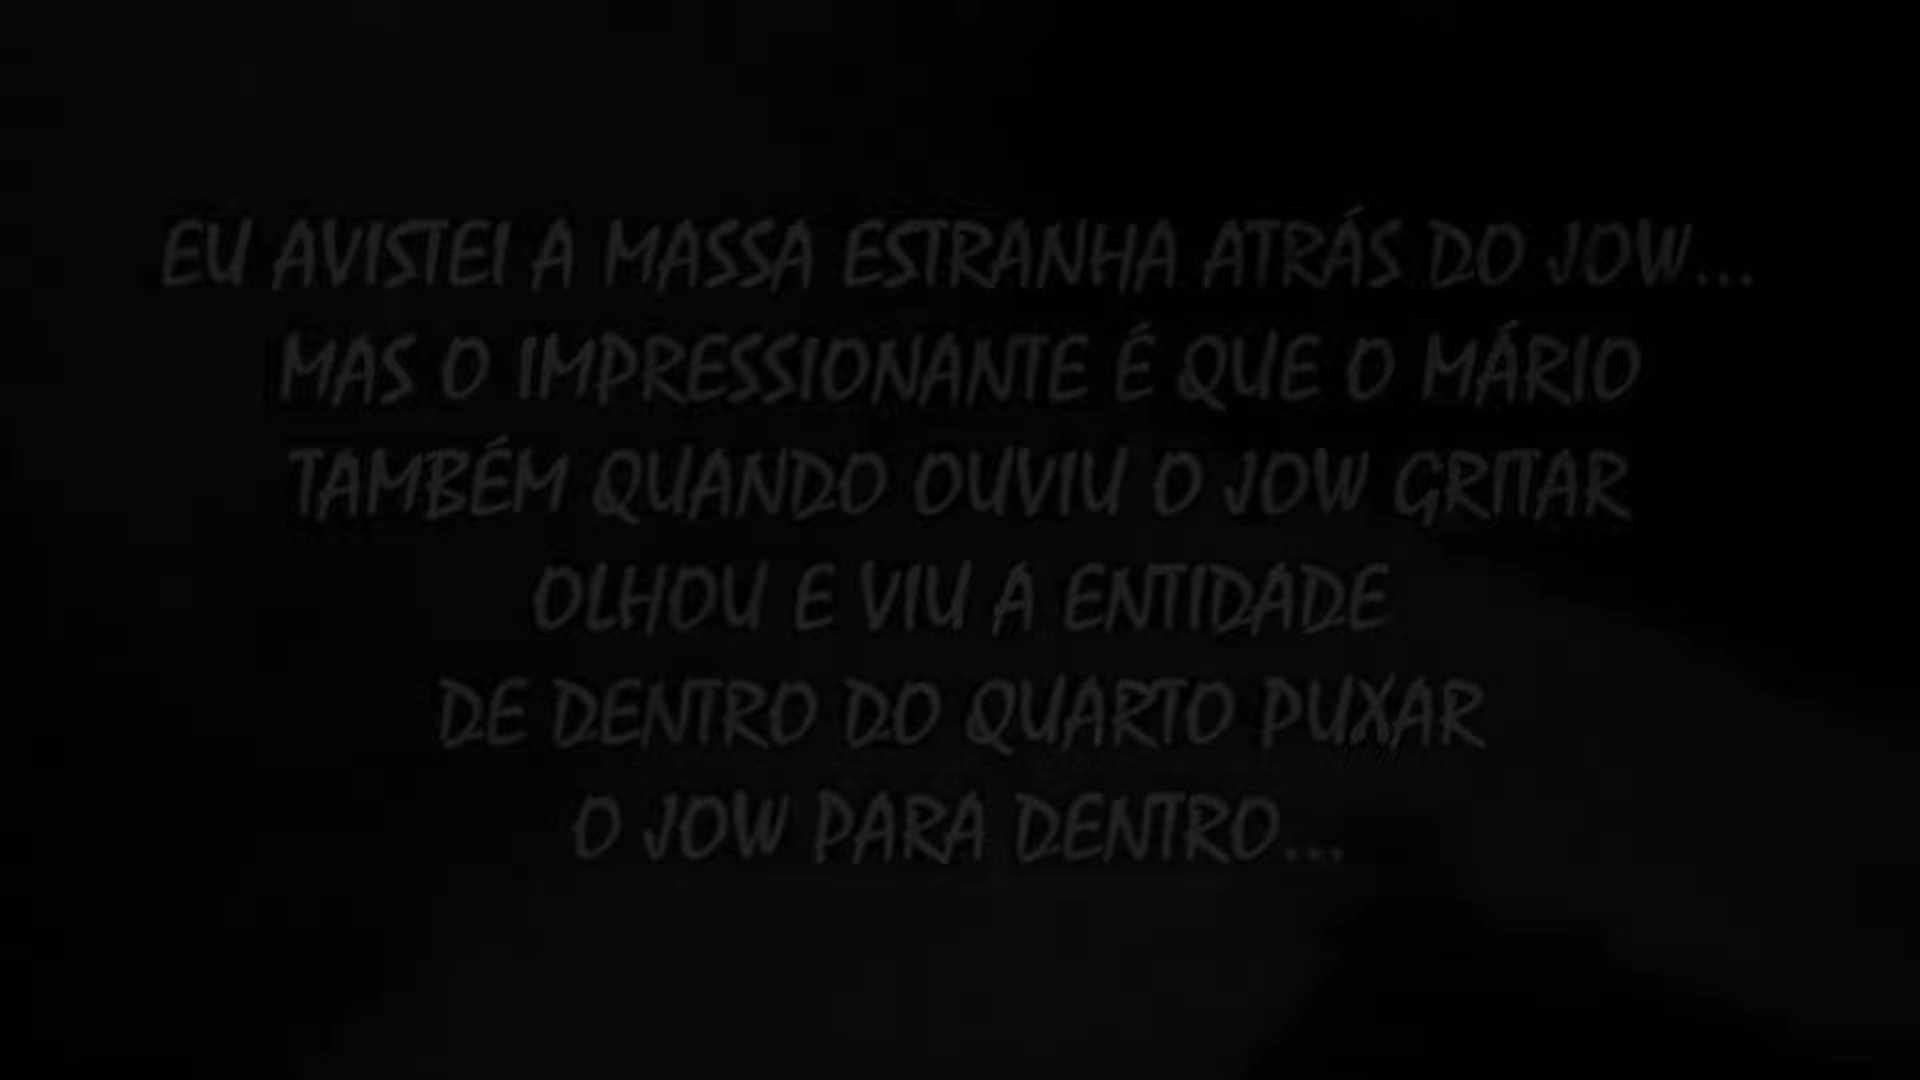 EU AVISTEI A MASSA ESTRANHA ATRÁS DO JOW...
MAS O IMPRESSIONANTE É QUE O MÁRIO
TAMBÉM QUANDO OUVIU O JOW GRITAR
OLHOU E VIU A ENTIDADE
DE DENTRO DO QUARTO PUXAR
O JOW PARA DENTRO...